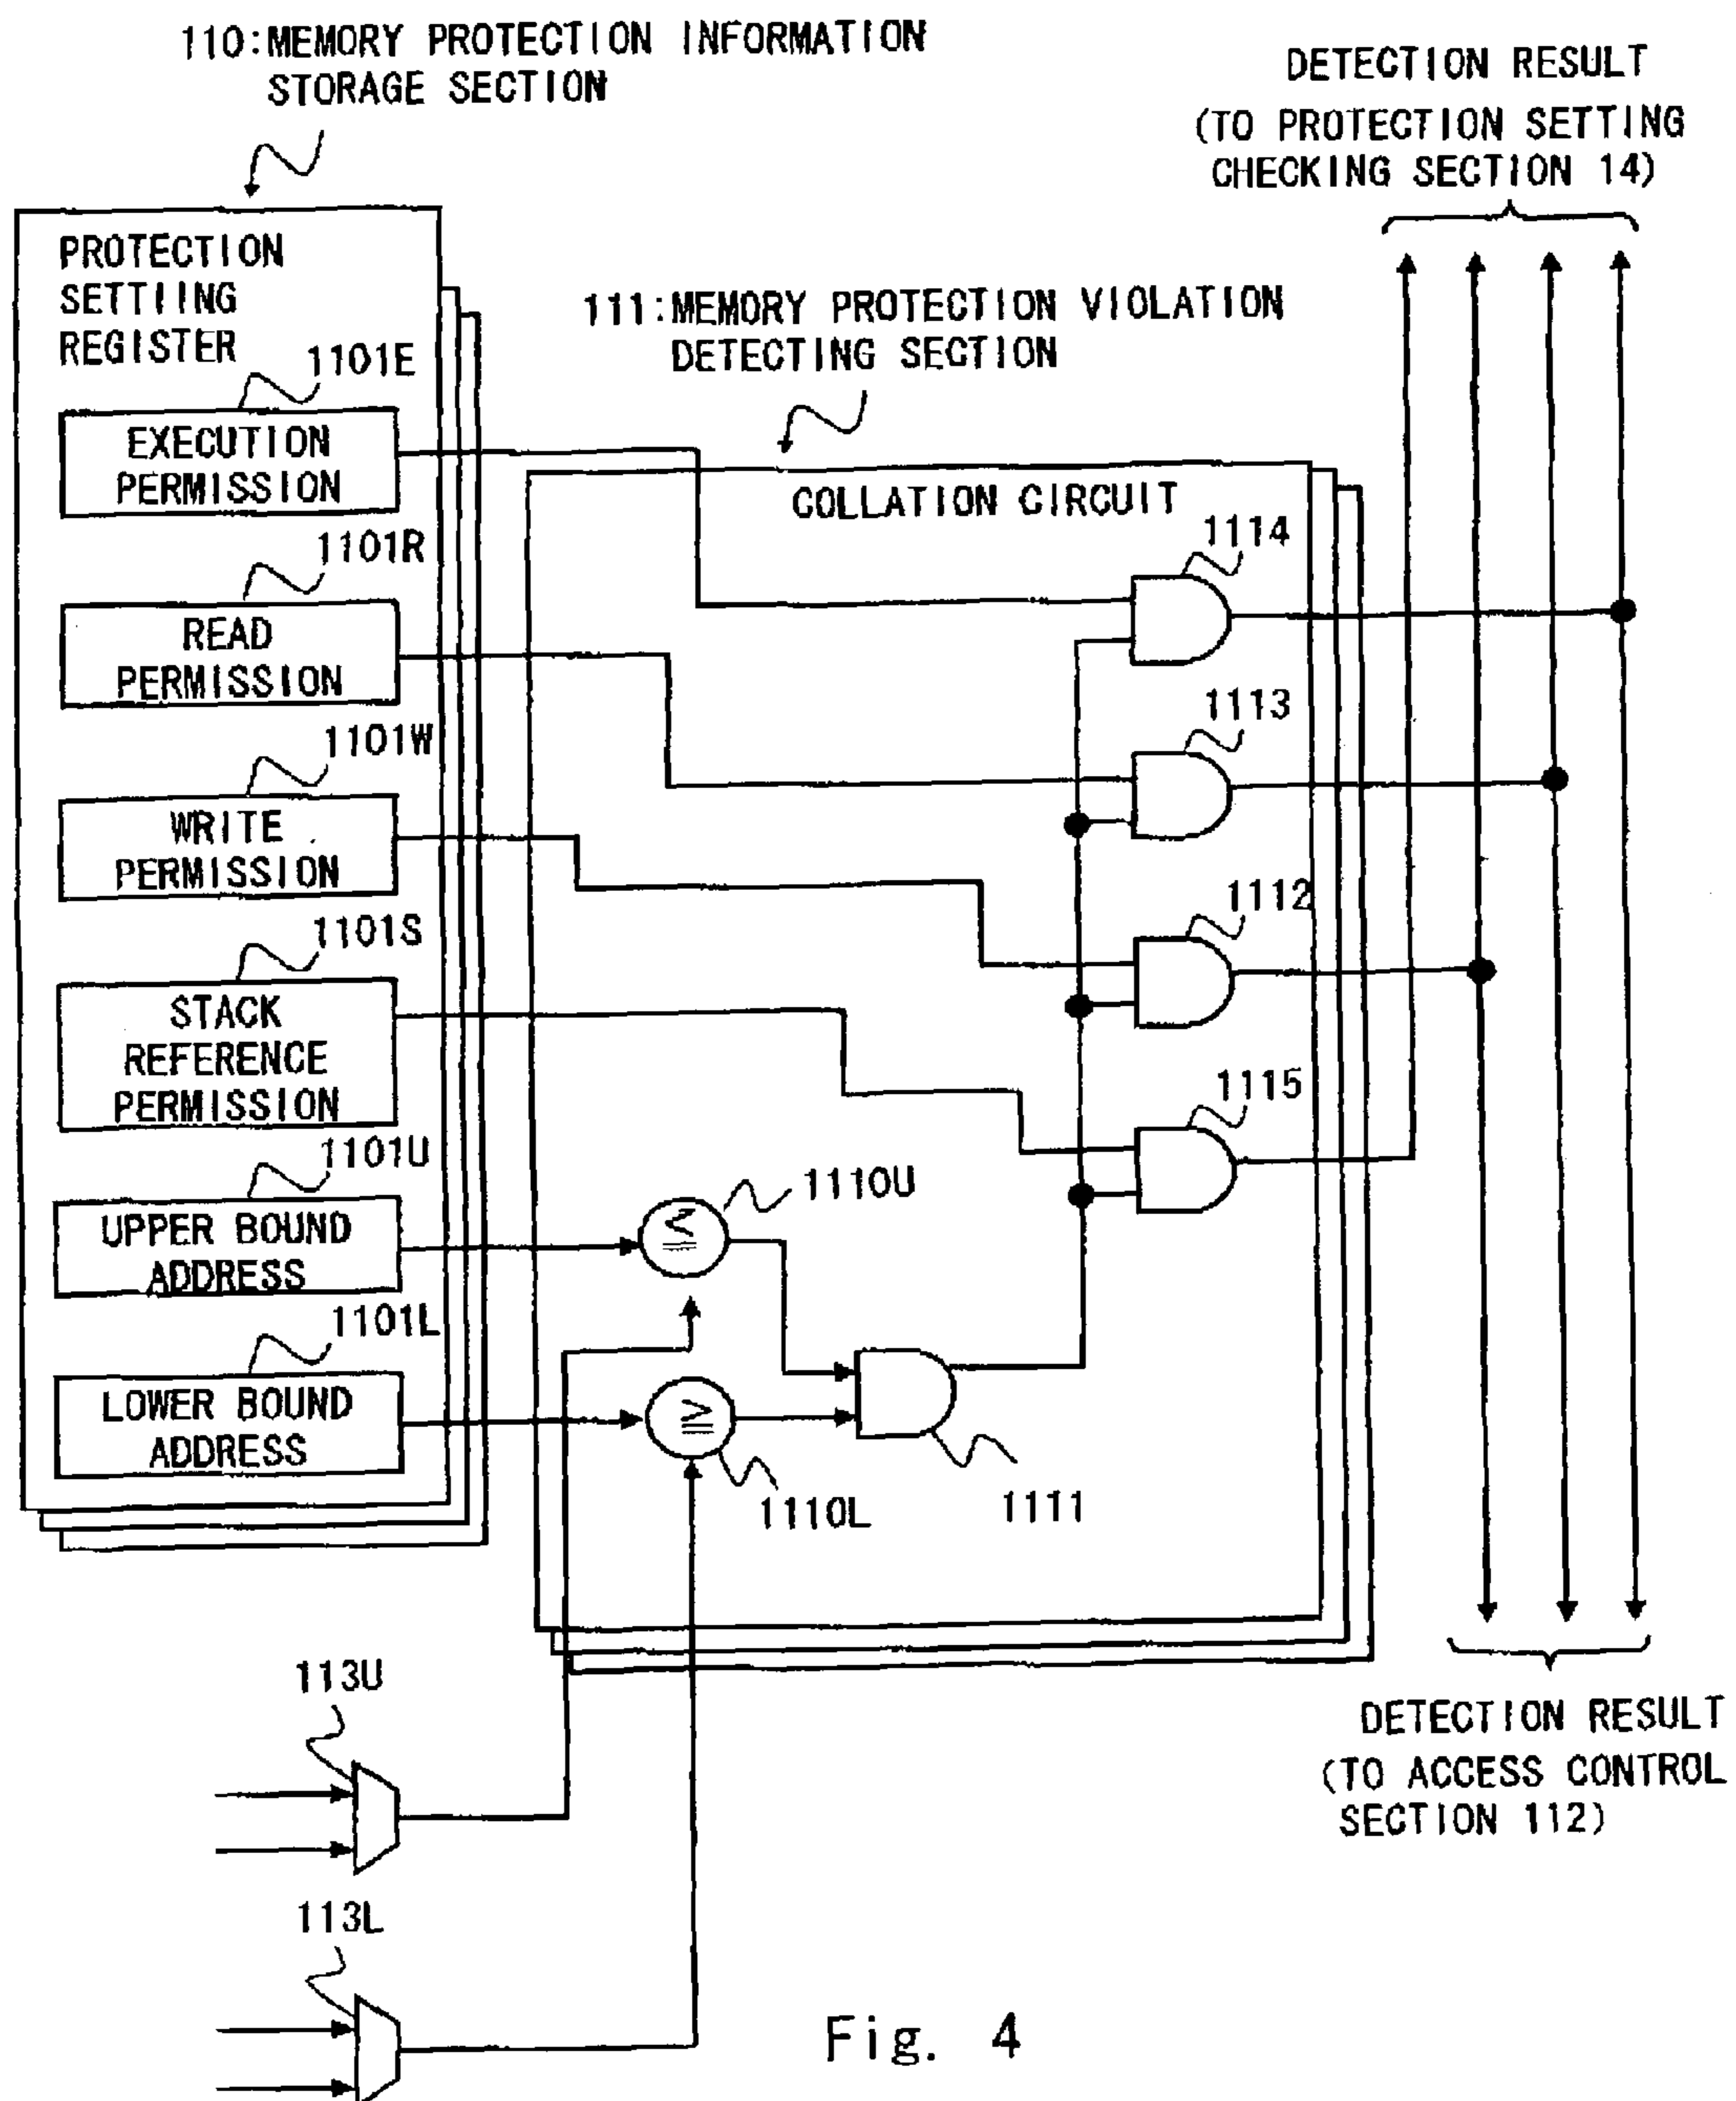 110:MEMORY PROTECTION INFORMATION
STORAGE SECTION
DETECTION RESULT
(TO PROTECTION SETTING
CHECKING SECTION 14)
PROTECTION
SETTIING
REGISTER
111:MEMORY PROTECTION VIOLATION
DETECTING SECTION
1101E
EXECUTION
PERMISSION
COLLATION CIRCUIT
1114
1101R
READ
PERMISSION
1113
1101W
WRITE
PERMISSION
1112
1101S
STACK
REFERENCE
PERMISSION
1115
1101U
UPPER BOUND
ADDRESS
1110U
≦
1101L
LOWER BOUND
ADDRESS
≧
1110L
1111
113U
DETECTION RESULT
(TO ACCESS CONTROL
SECTION 112)
113L
Fig. 4